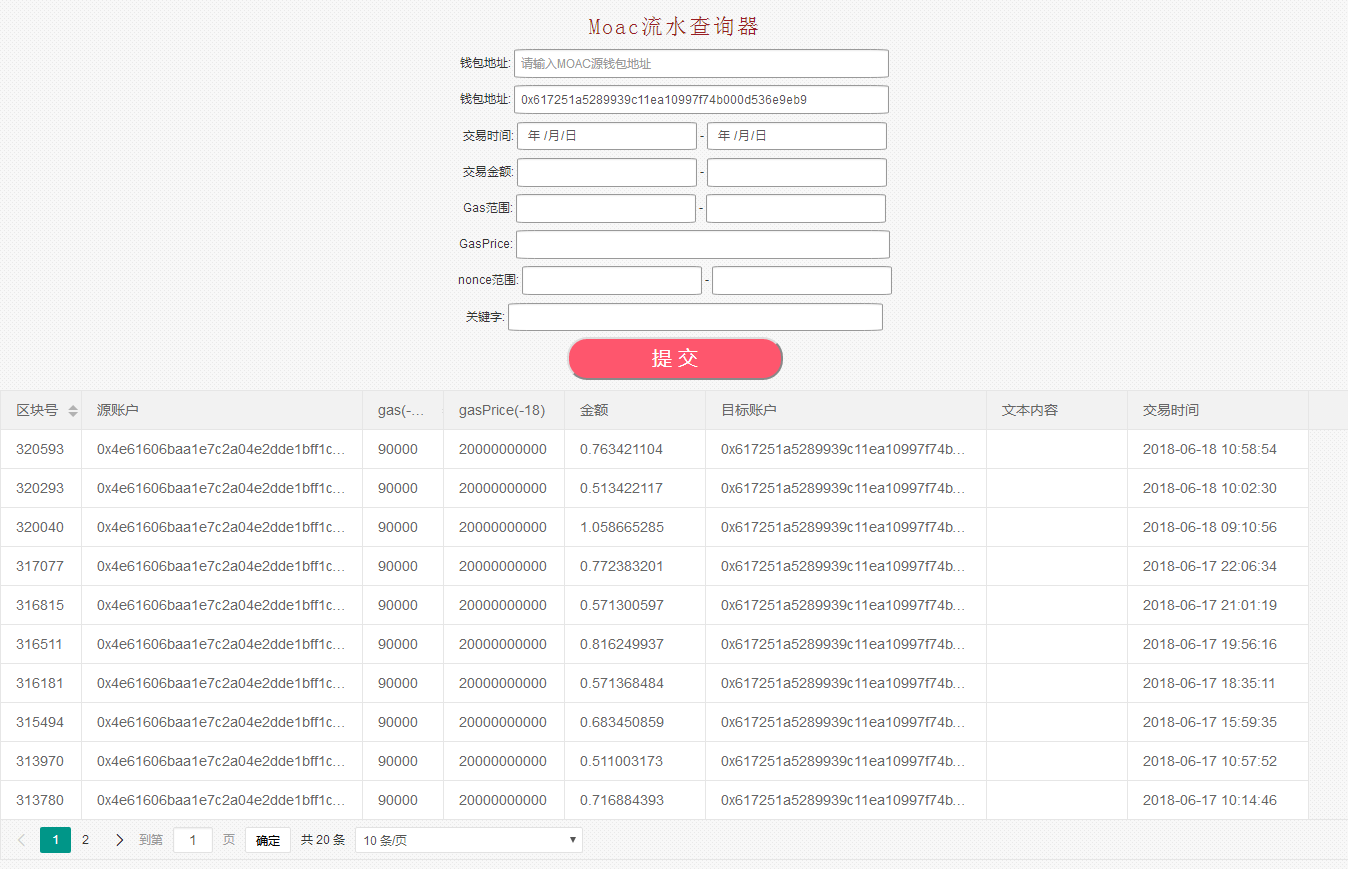 Moac流水查询器
钱包地址: 请输入MOAC源钱包地址
钱包地址: 0x617251a5289939c11ea10997f74b000d536e9eb9
交易时间: 年 /月/日 - 年 /月/日
交易金额: -
Gas范围: -
GasPrice:
nonce范围: -
关键字:
提 交
区块号 源账户 gas(-... gasPrice(-18) 金额 目标账户 文本内容 交易时间
320593 0x4e61606baa1e7c2a04e2dde1bff1c... 90000 20000000000 0.763421104 0x617251a5289939c11ea10997f74b... 2018-06-18 10:58:54
320293 0x4e61606baa1e7c2a04e2dde1bff1c... 90000 20000000000 0.513422117 0x617251a5289939c11ea10997f74b... 2018-06-18 10:02:30
320040 0x4e61606baa1e7c2a04e2dde1bff1c... 90000 20000000000 1.058665285 0x617251a5289939c11ea10997f74b... 2018-06-18 09:10:56
317077 0x4e61606baa1e7c2a04e2dde1bff1c... 90000 20000000000 0.772383201 0x617251a5289939c11ea10997f74b... 2018-06-17 22:06:34
316815 0x4e61606baa1e7c2a04e2dde1bff1c... 90000 20000000000 0.571300597 0x617251a5289939c11ea10997f74b... 2018-06-17 21:01:19
316511 0x4e61606baa1e7c2a04e2dde1bff1c... 90000 20000000000 0.816249937 0x617251a5289939c11ea10997f74b... 2018-06-17 19:56:16
316181 0x4e61606baa1e7c2a04e2dde1bff1c... 90000 20000000000 0.571368484 0x617251a5289939c11ea10997f74b... 2018-06-17 18:35:11
315494 0x4e61606baa1e7c2a04e2dde1bff1c... 90000 20000000000 0.683450859 0x617251a5289939c11ea10997f74b... 2018-06-17 15:59:35
313970 0x4e61606baa1e7c2a04e2dde1bff1c... 90000 20000000000 0.511003173 0x617251a5289939c11ea10997f74b... 2018-06-17 10:57:52
313780 0x4e61606baa1e7c2a04e2dde1bff1c... 90000 20000000000 0.716884393 0x617251a5289939c11ea10997f74b... 2018-06-17 10:14:46
1 2 到第 1 页 确定 共 20 条 10 条/页